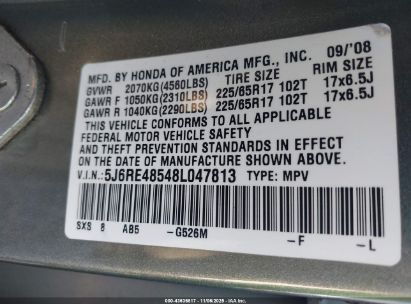 MFD. BY HONDA OF AMERICA MFG., INC. 09/'08
GVWR 2070KG(4560LBS) TIRE SIZE RIM SIZE
GAWR F 1050KG(2310LBS) 225/65R17 102T 17x6.5J
GAWR R 1040KG(2290LBS) 225/65R17 102T 17x6.5J
THIS VEHICLE CONFORMS TO ALL APPLICABLE
FEDERAL MOTOR VEHICLE SAFETY
AND THEFT PREVENTION STANDARDS IN EFFECT
ON THE DATE OF MANUFACTURE SHOWN ABOVE.
V.I.N.: 5J6RE48548L047813 TYPE: MPV
SXS 8 AB5 -G526M -F -L